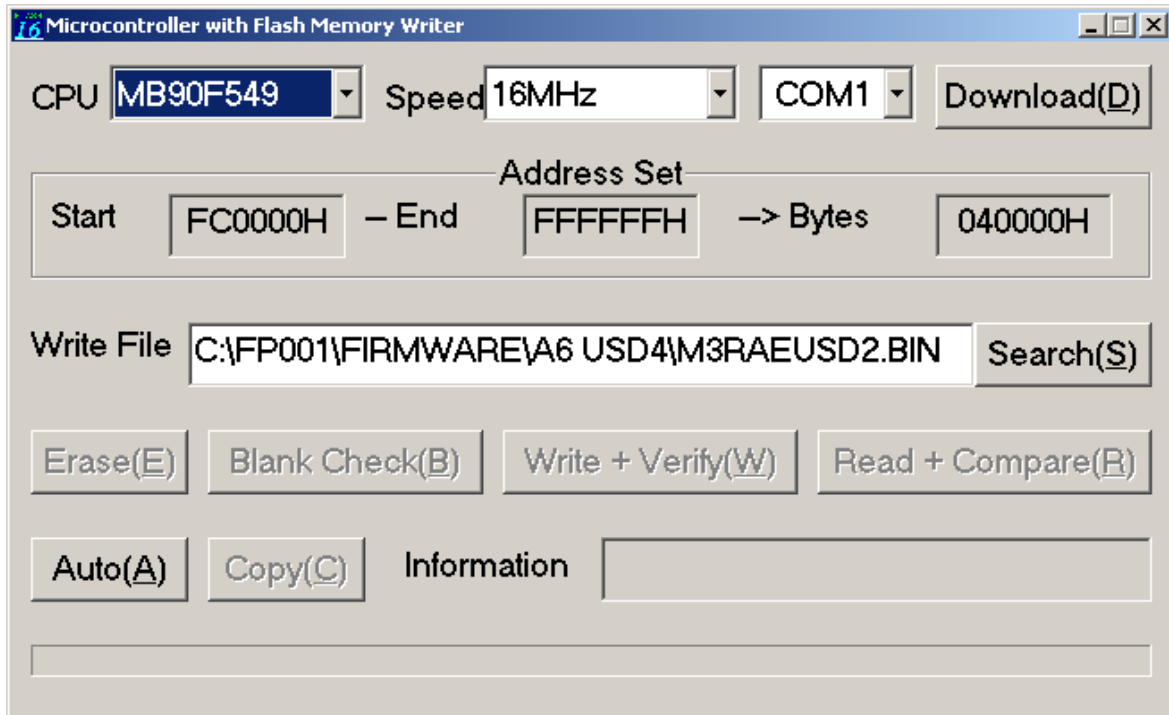 Microcontroller with Flash Memory Writer
CPU MB90F549 Speed 16MHz COM1 Download(D)
Address Set
Start FC0000H – End FFFFFFH –> Bytes 040000H
Write File C:\FP001\FIRMWARE\A6 USD4\M3RAEUSD2.BIN Search(S)
Erase(E) Blank Check(B) Write + Verify(W) Read + Compare(R)
Auto(A) Copy(C) Information